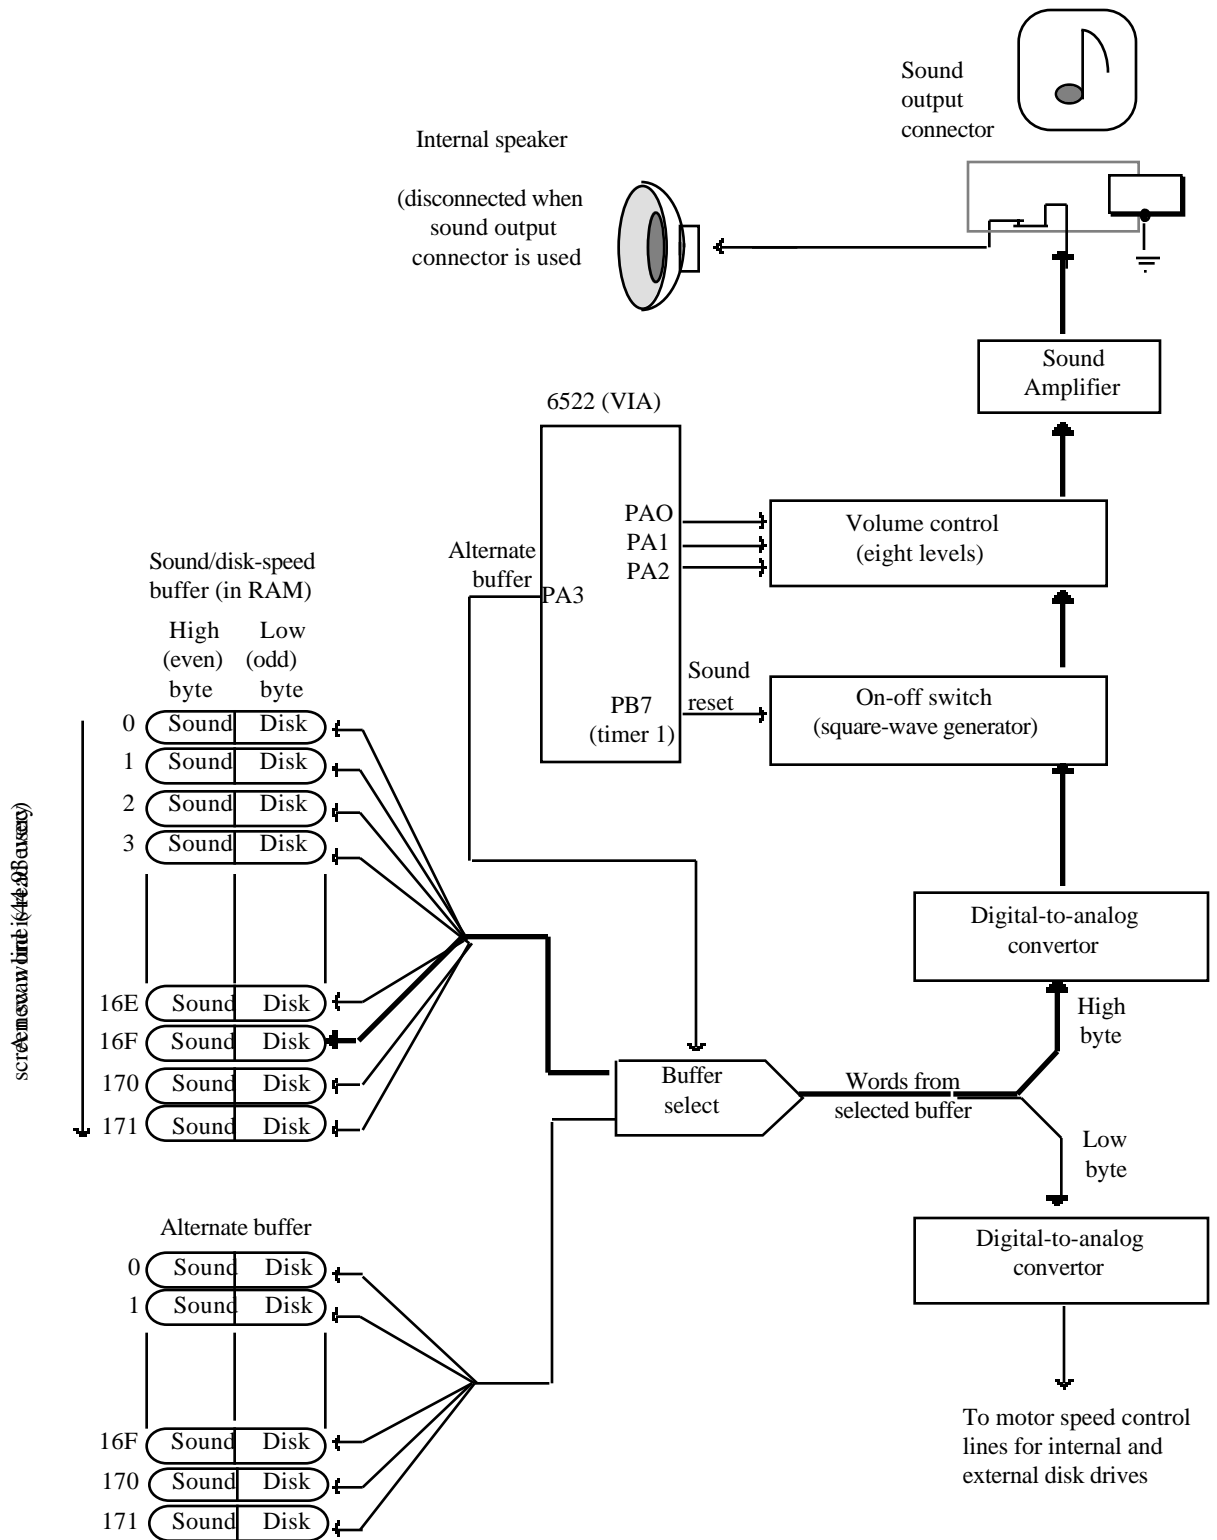 Sound
output
connector
Internal speaker
(disconnected when
sound output
connector is used
Sound
Amplifier
6522 (VIA)
PAO
PA1
PA2
Volume control
(eight levels)
Alternate
buffer
PA3
Sound
reset
PB7
(timer 1)
On-off switch
(square-wave generator)
Sound/disk-speed
buffer (in RAM)
High
(even)
byte
Low
(odd)
byte
0 Sound Disk
1 Sound Disk
2 Sound Disk
3 Sound Disk
16E Sound Disk
16F Sound Disk
170 Sound Disk
171 Sound Disk
Digital-to-analog
convertor
High
byte
Buffer
select
Words from
selected buffer
Low
byte
Digital-to-analog
convertor
To motor speed control
lines for internal and
external disk drives
Alternate buffer
0 Sound Disk
1 Sound Disk
16F Sound Disk
170 Sound Disk
171 Sound Disk